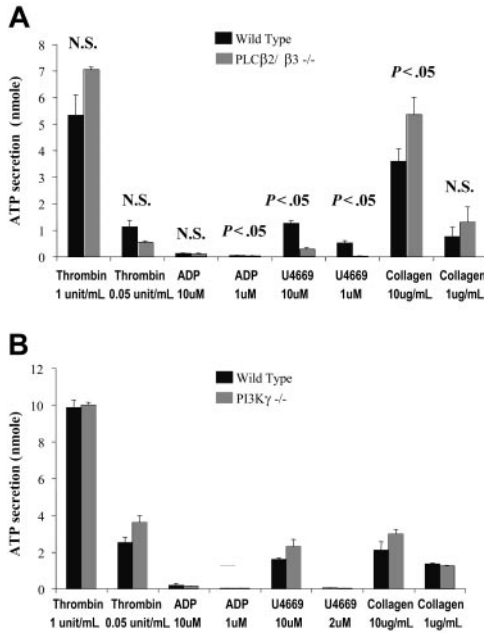 A
Wild Type
PLCβ2/ β3 -/-
N.S.
N.S.
N.S.
P < .05
P < .05
P < .05
P < .05
N.S.
ATP secretion (nmole)
8
7
6
5
4
3
2
1
0
Thrombin Thrombin ADP ADP U4669 U4669 Collagen Collagen
1 unit/mL 0.05 unit/mL 10uM 1uM 10uM 1uM 10ug/mL 1ug/mL
B
Wild Type
PI3Kγ -/-
ATP secretion (nmole)
12
10
8
6
4
2
0
Thrombin Thrombin ADP ADP U4669 U4669 Collagen Collagen
1 unit/mL 0.05 unit/mL 10uM 1uM 10uM 2uM 10ug/mL 1ug/mL